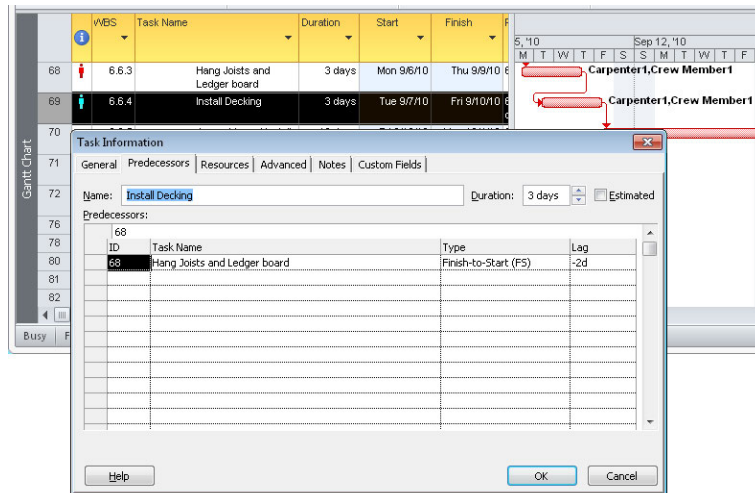 WBS Task Name Duration Start Finish
5, '10 Sep 12, '10
M T W T F S S M T W T F
68 6.6.3 Hang Joists and Ledger board 3 days Mon 9/6/10 Thu 9/9/10 6 Carpenter1,Crew Member1
69 6.6.4 Install Decking 3 days Tue 9/7/10 Fri 9/10/10 6 Carpenter1,Crew Member1
70
Task Information
71
General Predecessors Resources Advanced Notes Custom Fields
Gantt Chart
72
Name: Install Decking Duration: 3 days Estimated
Predecessors:
76
68
78
ID Task Name Type Lag
80
68 Hang Joists and Ledger board Finish-to-Start (FS) -2d
81
82
Busy F
Help OK Cancel